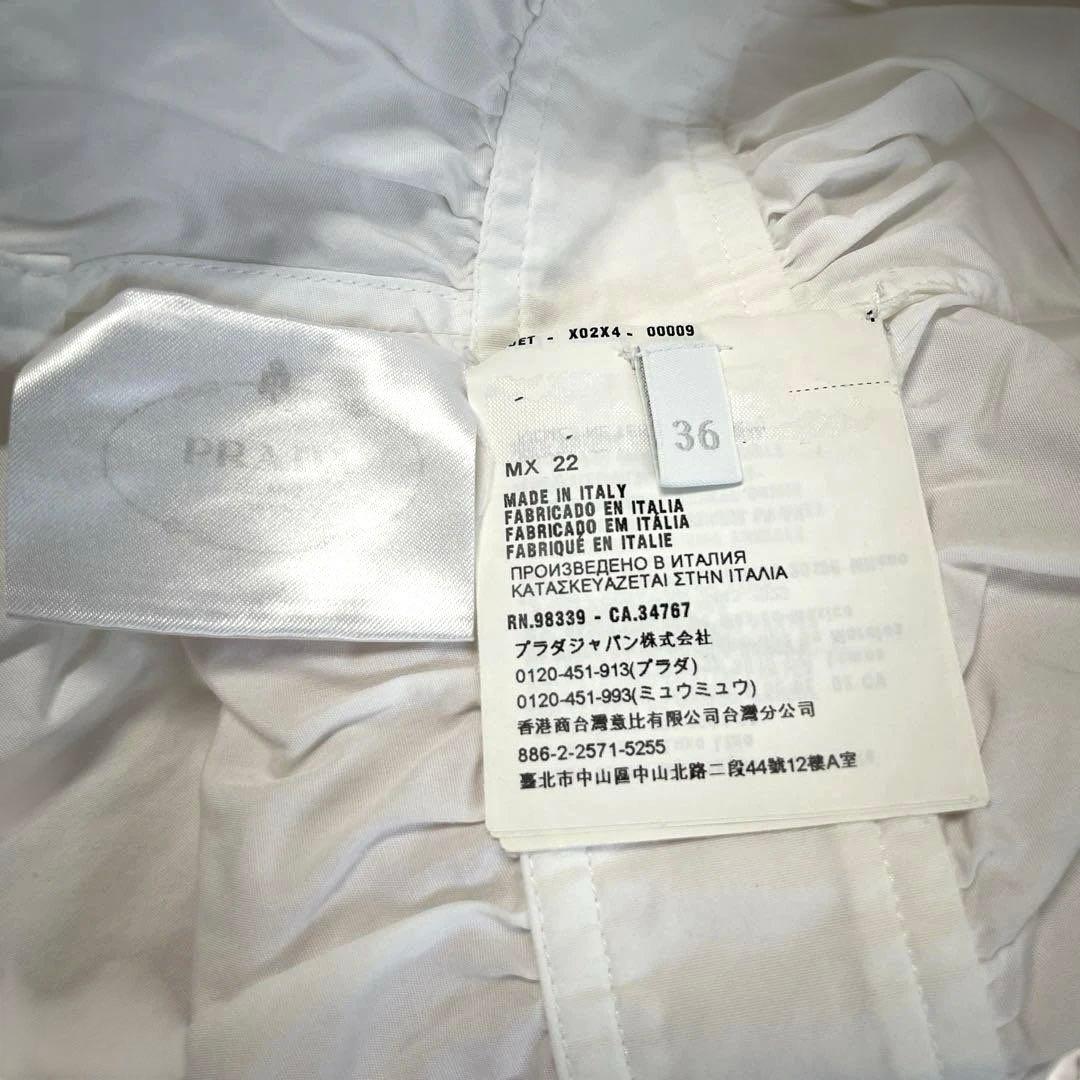 PRADA
DET - X02X4 - 00009
36
MX 22
MADE IN ITALY
FABRICADO EN ITALIA
FABRICADO EM ITÁLIA
FABRIQUÉ EN ITALIE
ПРОИЗВЕДЕНО В ИТАЛИЯ
ΚΑΤΑΣΚΕΥΑΖΕΤΑΙ ΣΤΗΝ ΙΤΑΛΙΑ
RN.98339 - CA.34767
プラダジャパン株式会社
0120-451-913(プラダ)
0120-451-993(ミュウミュウ)
香港商台灣意比有限公司台灣分公司
886-2-2571-5255
臺北市中山區中山北路二段44號12樓A室